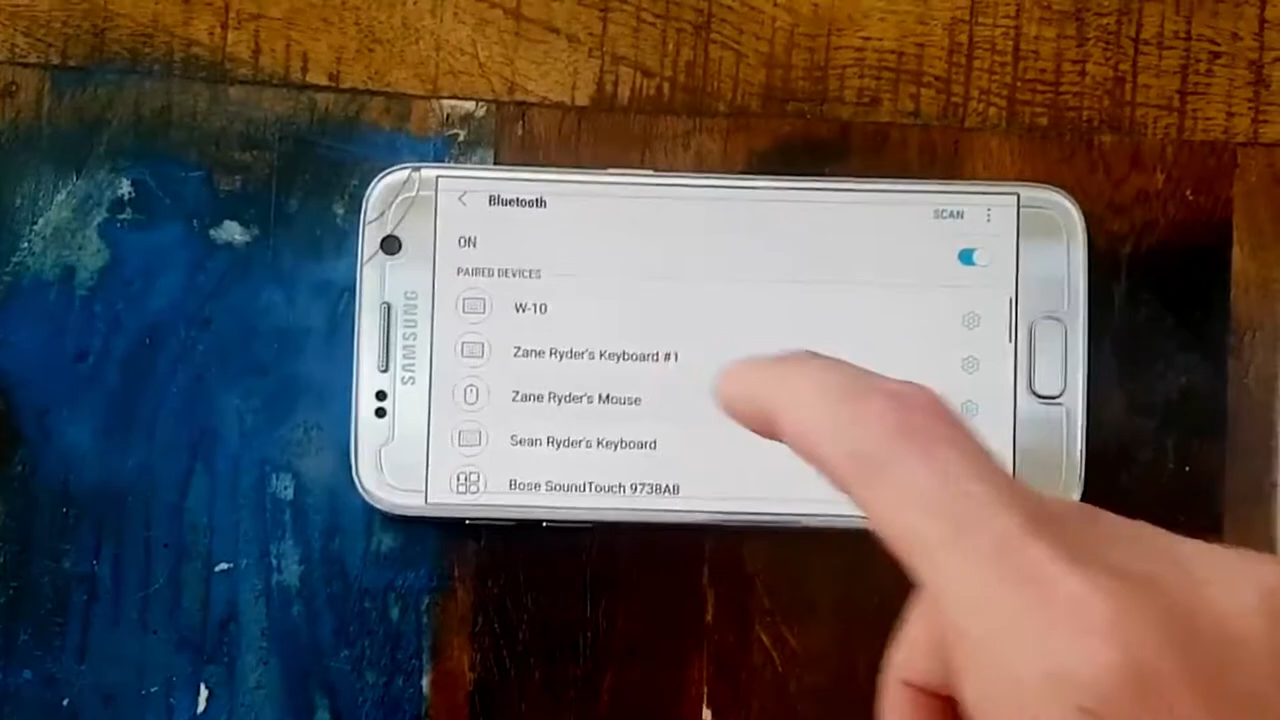 Bluetooth
SCAN
ON
PAIRED DEVICES
W-10
Zane Ryder's Keyboard #1
Zane Ryder's Mouse
Sean Ryder's Keyboard
Bose SoundTouch 9738AB
SAMSUNG